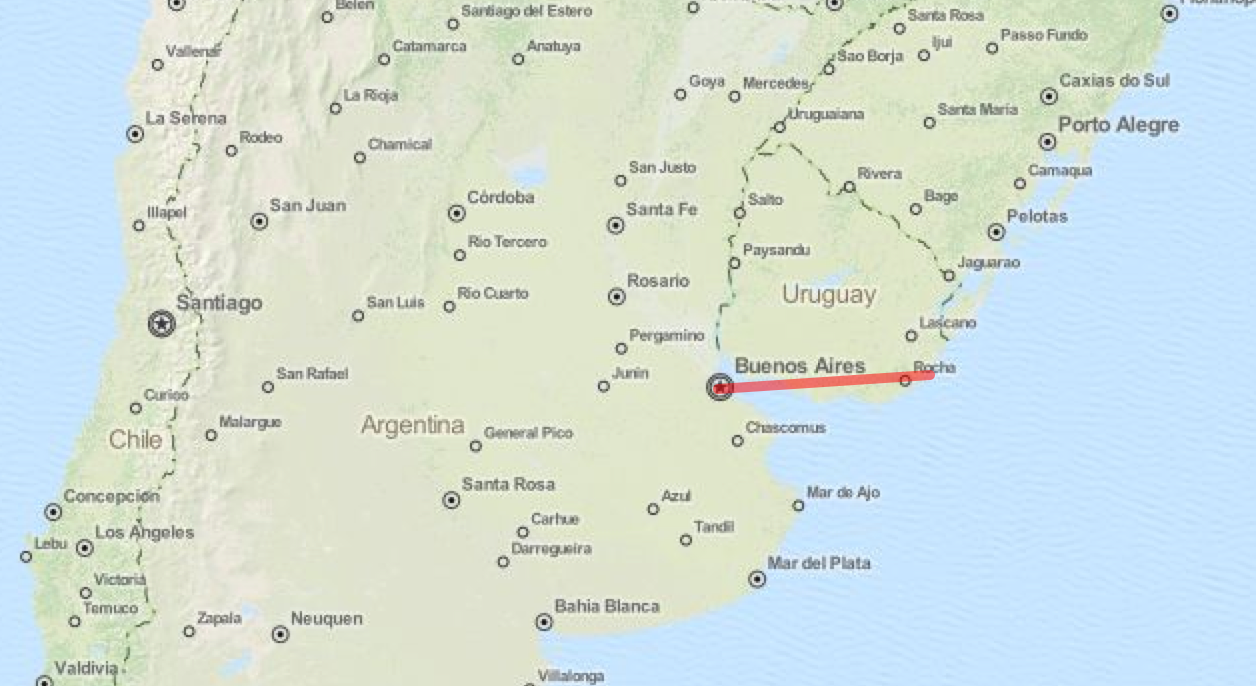 Belen
Santiago del Estero
Santa Rosa
Passo Fundo
Ijui
Vallenar
Catamarca
Anatuya
Sao Borja
Goya
Mercedes
Caxias do Sul
La Rioja
La Serena
Uruguaiana
Santa Maria
Porto Alegre
Rodeo
Chamical
San Justo
Rivera
Camaqua
Illapel
San Juan
Córdoba
Santa Fe
Salto
Bage
Pelotas
Rio Tercero
Paysandu
Jaguarao
Santiago
San Luis
Rio Cuarto
Rosario
Uruguay
Pergamino
Lascano
San Rafael
Junin
Buenos Aires
Rocha
Curico
Chile
Malargue
Argentina
General Pico
Chascomus
Concepción
Santa Rosa
Azul
Mar de Ajo
Los Angeles
Lebu
Carhue
Darregueira
Tandil
Mar del Plata
Victoria
Temuco
Zapala
Neuquen
Bahia Blanca
Valdivia
Villalonga